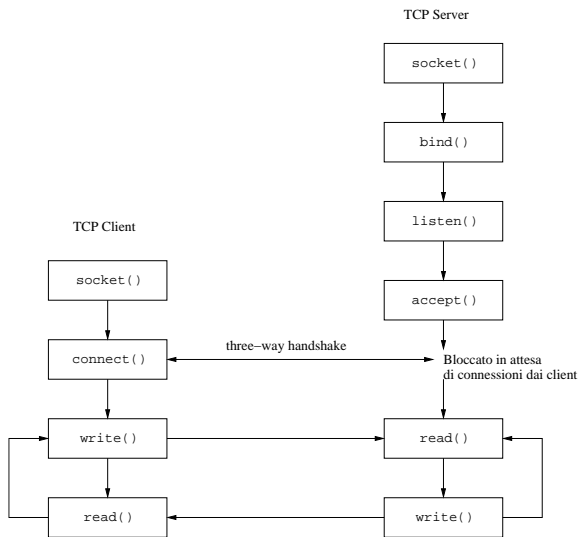 TCP Server
socket()
bind()
listen()
TCP Client
socket()
accept()
three−way handshake
connect()
Bloccato in attesa
di connessioni dai client
write()
read()
read()
write()